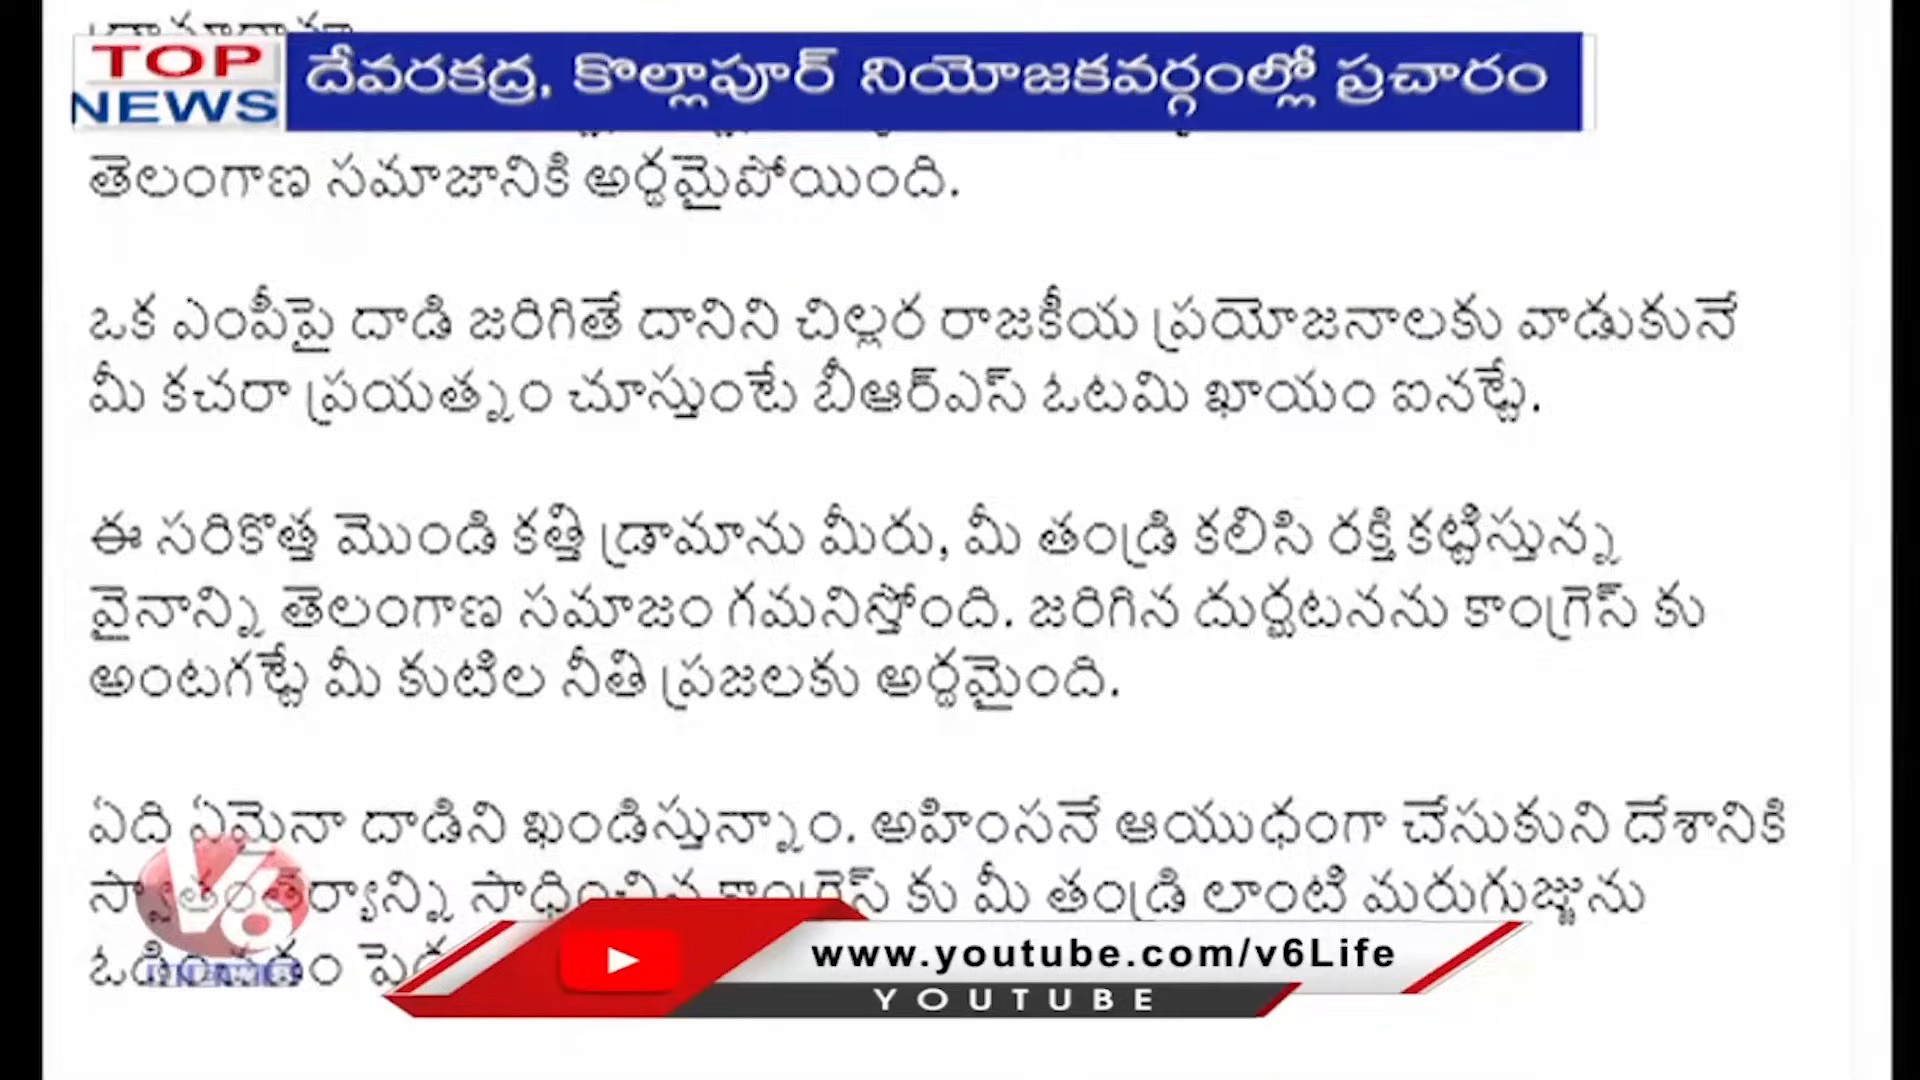 TOP
NEWS
దేవరకద్ర, కొల్లాపూర్ నియోజకవర్గంల్లో ప్రచారం
తెలంగాణ సమాజానికి అర్థమైపోయింది.
ఒక ఎంపీపై దాడి జరిగితే దానిని చిల్లర రాజకీయ ప్రయోజనాలకు వాడుకునే
మీ కచరా ప్రయత్నం చూస్తుంటే బీఆర్ఎస్ ఓటమి ఖాయం ఐనట్టే.
ఈ సరికొత్త మొండి కత్తి డ్రామాను మీరు, మీ తండ్రి కలిసి రక్తి కట్టిస్తున్న
వైనాన్ని తెలంగాణ సమాజం గమనిస్తోంది. జరిగిన దుర్ఘటనను కాంగ్రెస్ కు
అంటగట్టే మీ కుటిల నీతి ప్రజలకు అర్థమైంది.
ఏది ఏమైనా దాడిని ఖండిస్తున్నాం. అహింసనే ఆయుధంగా చేసుకుని దేశానికి
స్వాతంత్ర్యాన్ని సాధించిన కాంగ్రెస్ కు మీ తండ్రి లాంటి మరుగుజ్జును
V6
NEWS
www.youtube.com/v6Life
YOUTUBE